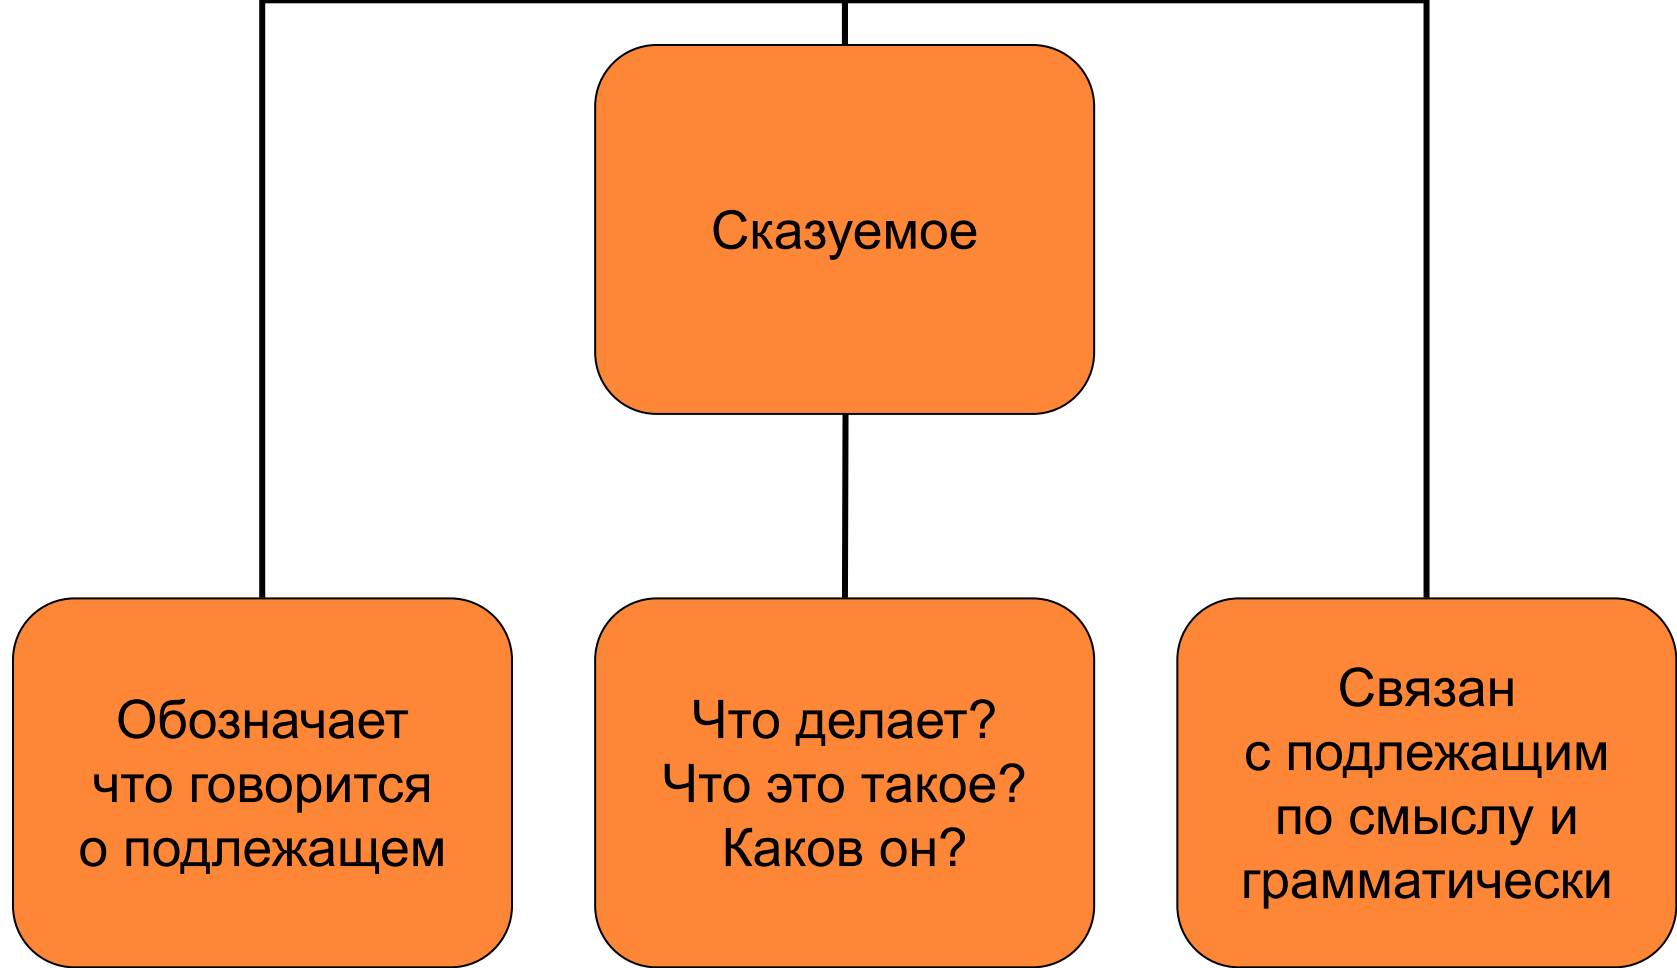 Сказуемое
Обозначает
что говорится
о подлежащем
Что делает?
Что это такое?
Каков он?
Связан
с подлежащим
по смыслу и
грамматически